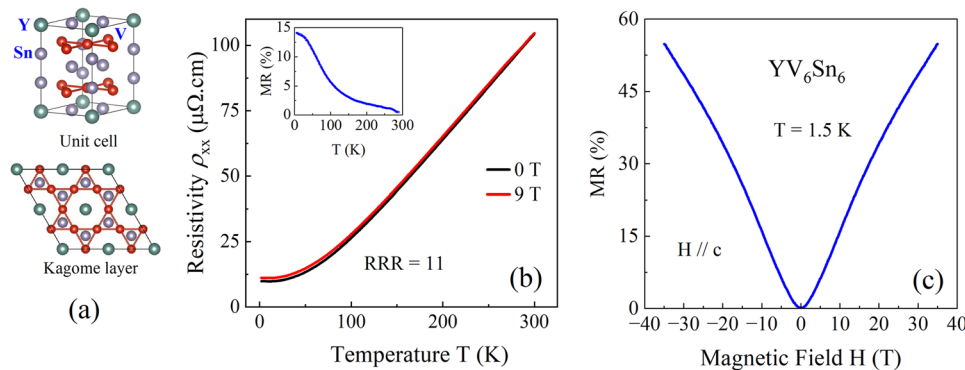 Y
V
Sn
Unit cell
Kagome layer
(a)
Resistivity ρxx (μΩ.cm)
100
75
50
25
0
0
100
200
300
Temperature T (K)
MR (%)
15
10
5
0
0
100
200
300
T (K)
0 T
9 T
RRR = 11
(b)
MR (%)
60
45
30
15
0
YV₆Sn₆
T = 1.5 K
H // c
(c)
−40 −30 −20 −10 0 10 20 30 40
Magnetic Field H (T)